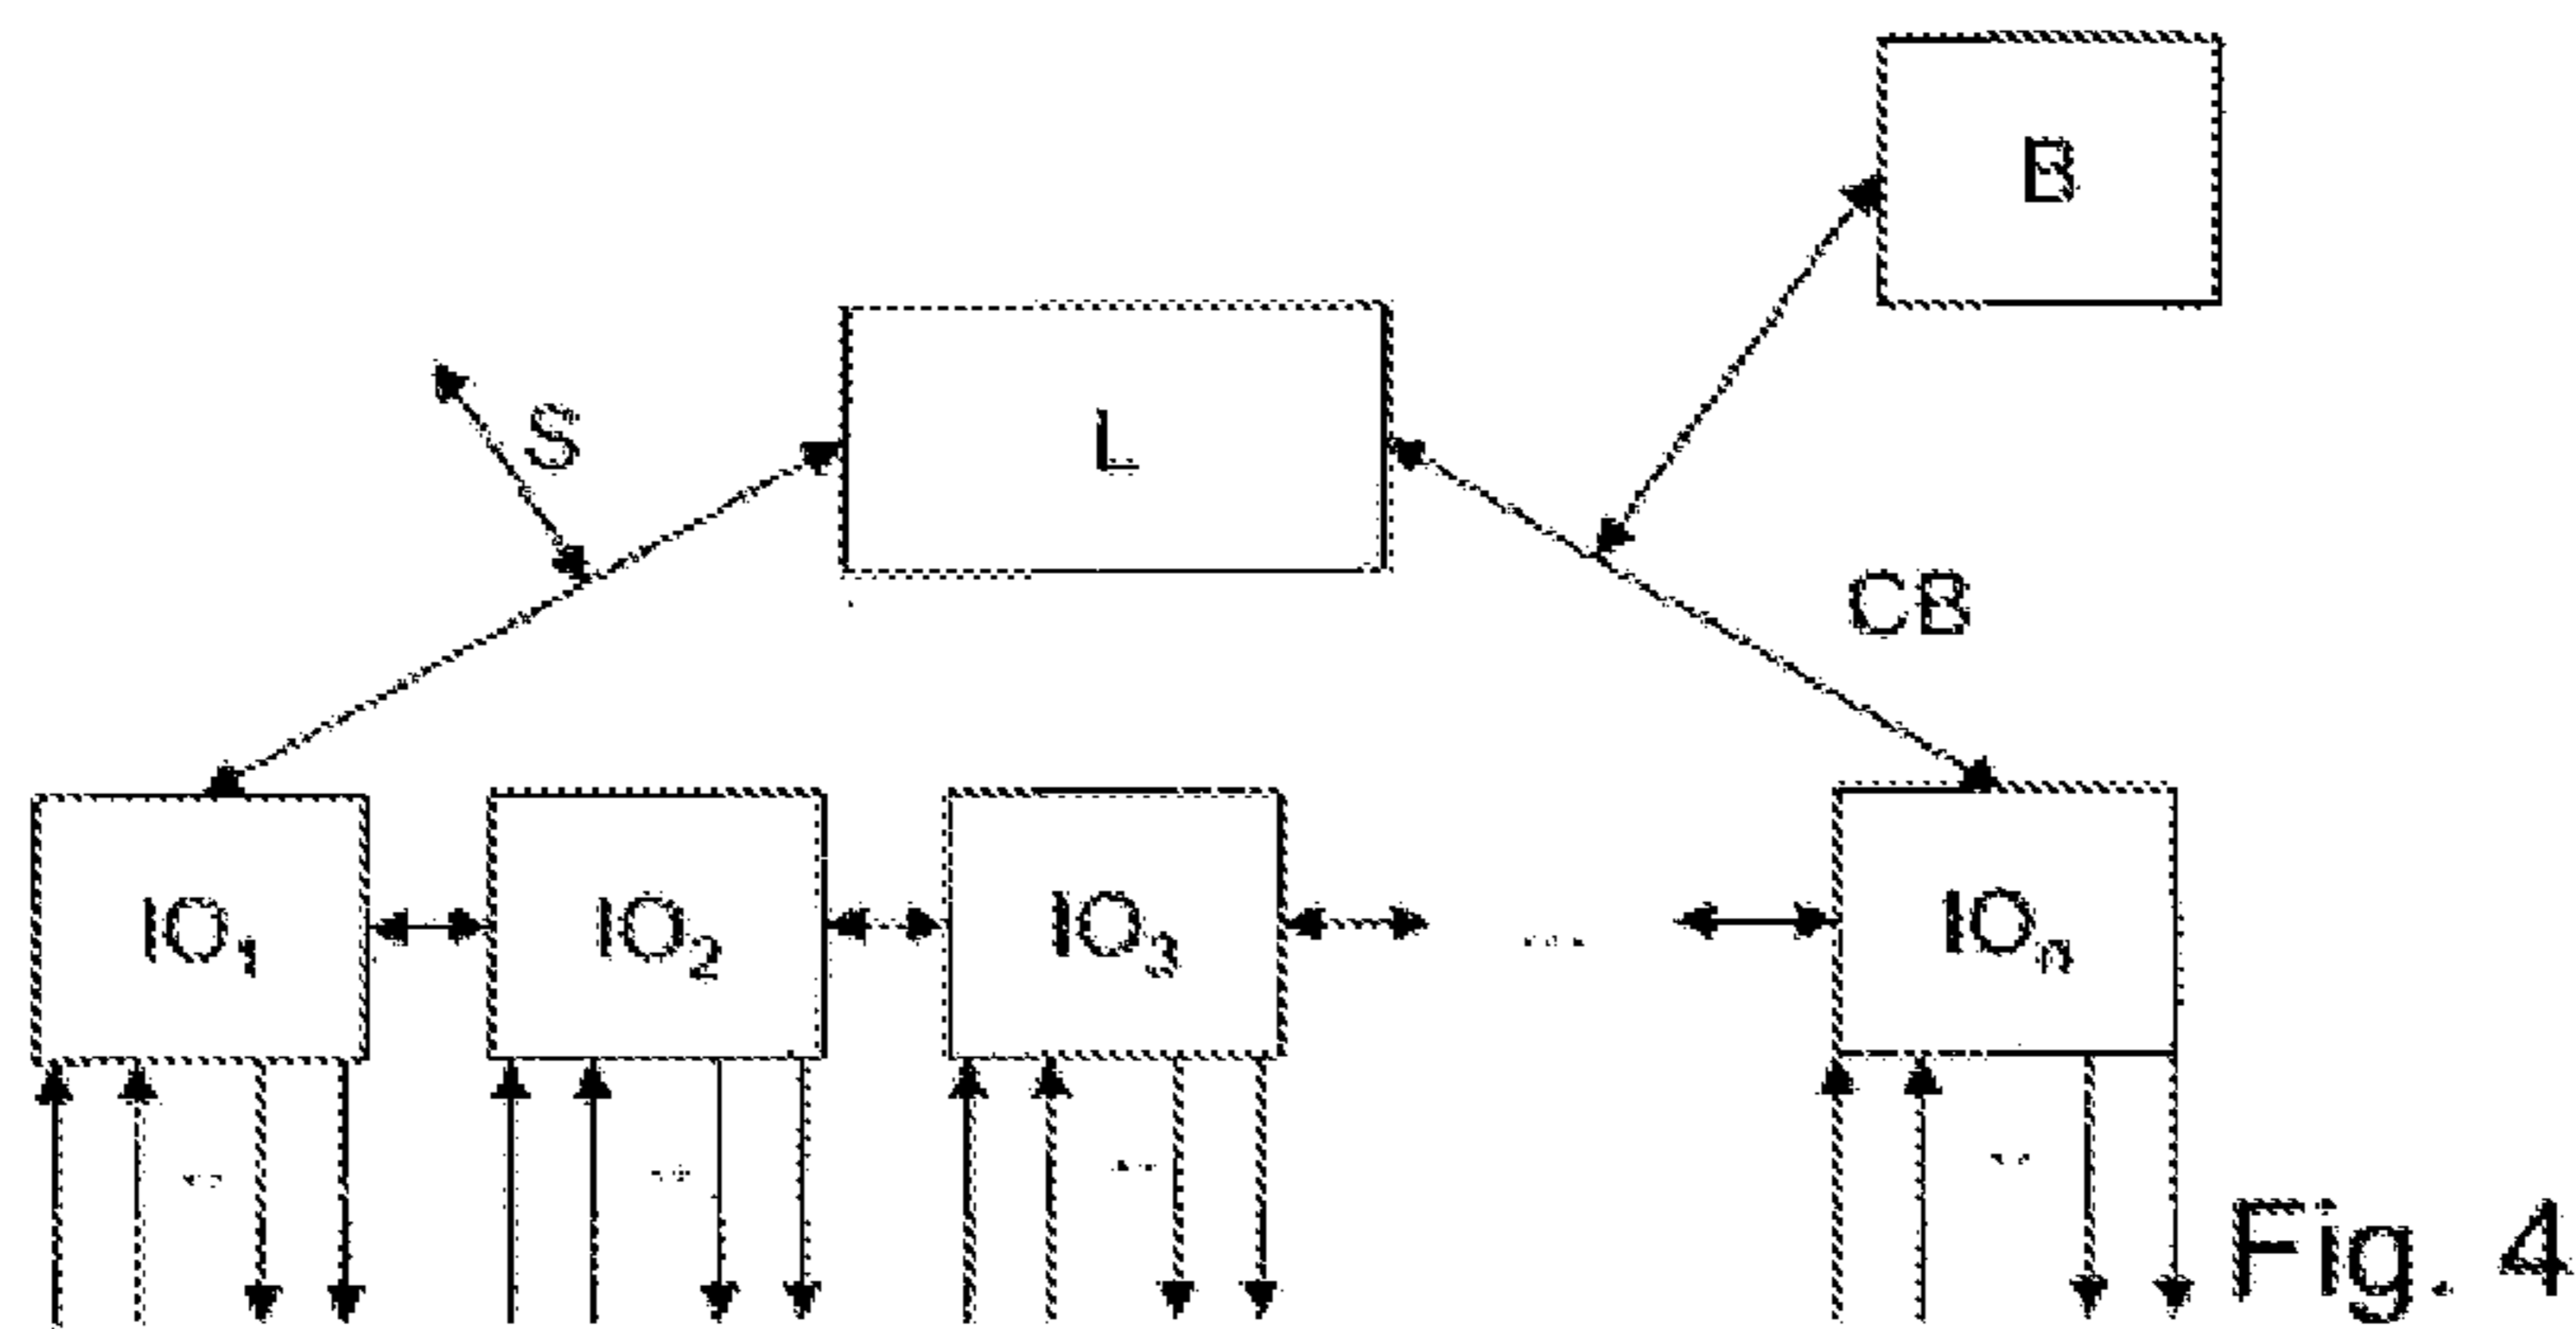 B
L
S
CB
IO₁ IO₂ IO₃ ... IOₙ
Fig. 4